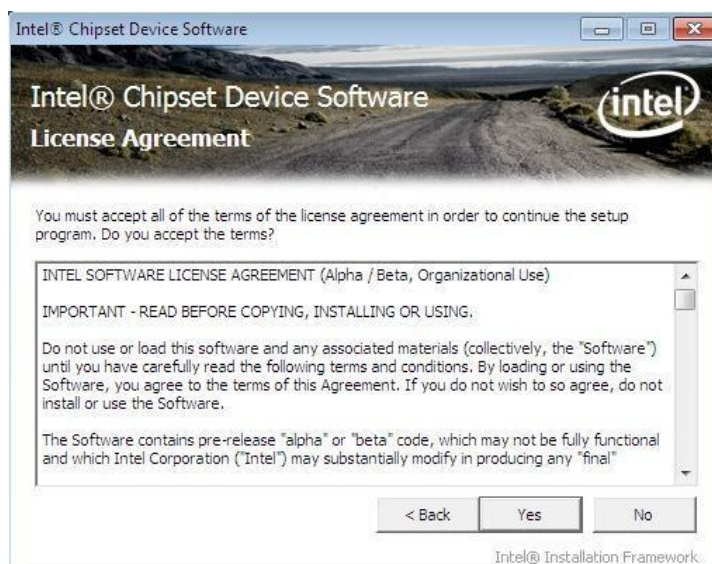 Intel® Chipset Device Software
Intel® Chipset Device Software
intel
License Agreement
You must accept all of the terms of the license agreement in order to continue the setup
program. Do you accept the terms?
INTEL SOFTWARE LICENSE AGREEMENT (Alpha / Beta, Organizational Use)
IMPORTANT - READ BEFORE COPYING, INSTALLING OR USING.
Do not use or load this software and any associated materials (collectively, the "Software")
until you have carefully read the following terms and conditions. By loading or using the
Software, you agree to the terms of this Agreement. If you do not wish to so agree, do not
install or use the Software.
The Software contains pre-release "alpha" or "beta" code, which may not be fully functional
and which Intel Corporation ("Intel") may substantially modify in producing any "final"
< Back
Yes
No
Intel® Installation Framework